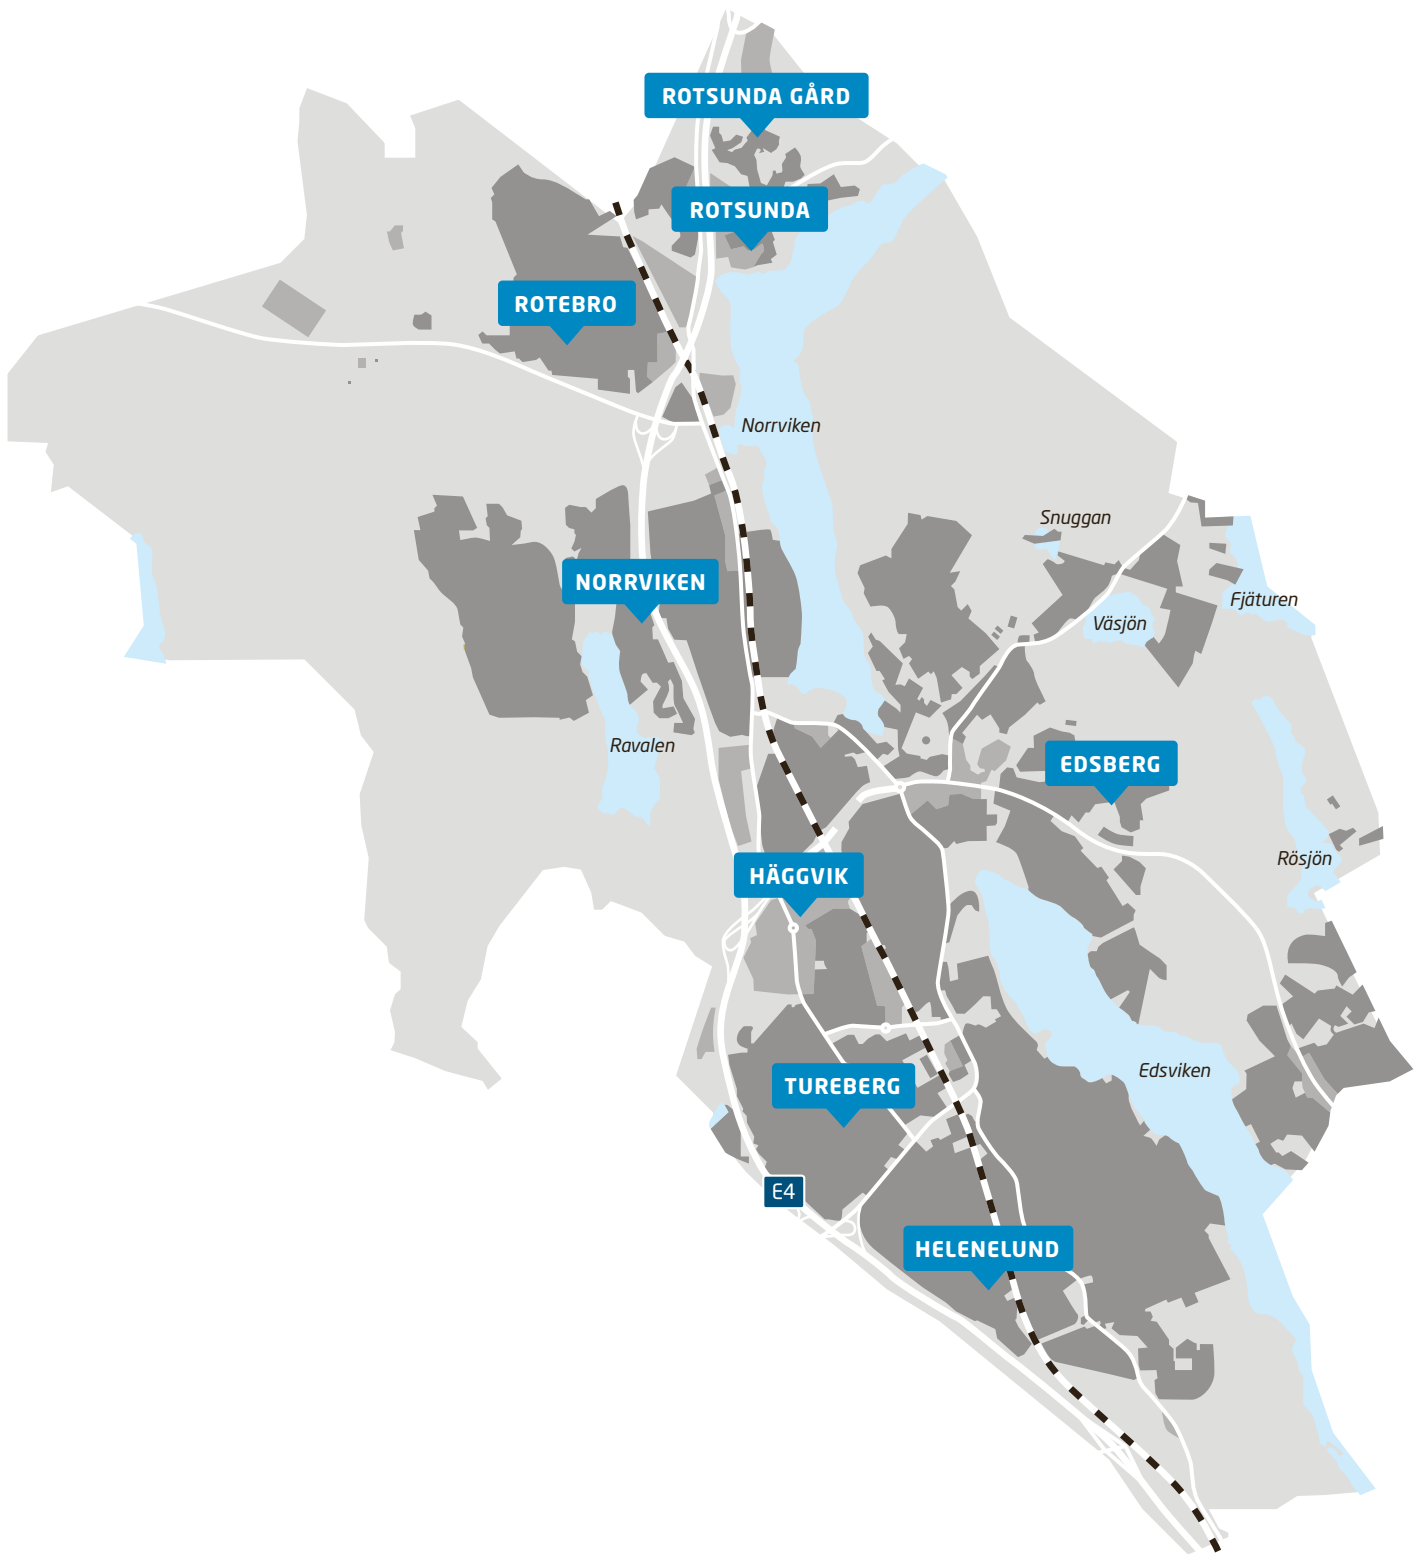 ROTSUNDA GÅRD
ROTSUNDA
ROTEBRO
Norrviken
Snuggan
NORRVIKEN
Fjäturen
Väsjön
Ravalen
EDSBERG
Rösjön
HÄGGVIK
Edsviken
TUREBERG
E4
HELENELUND